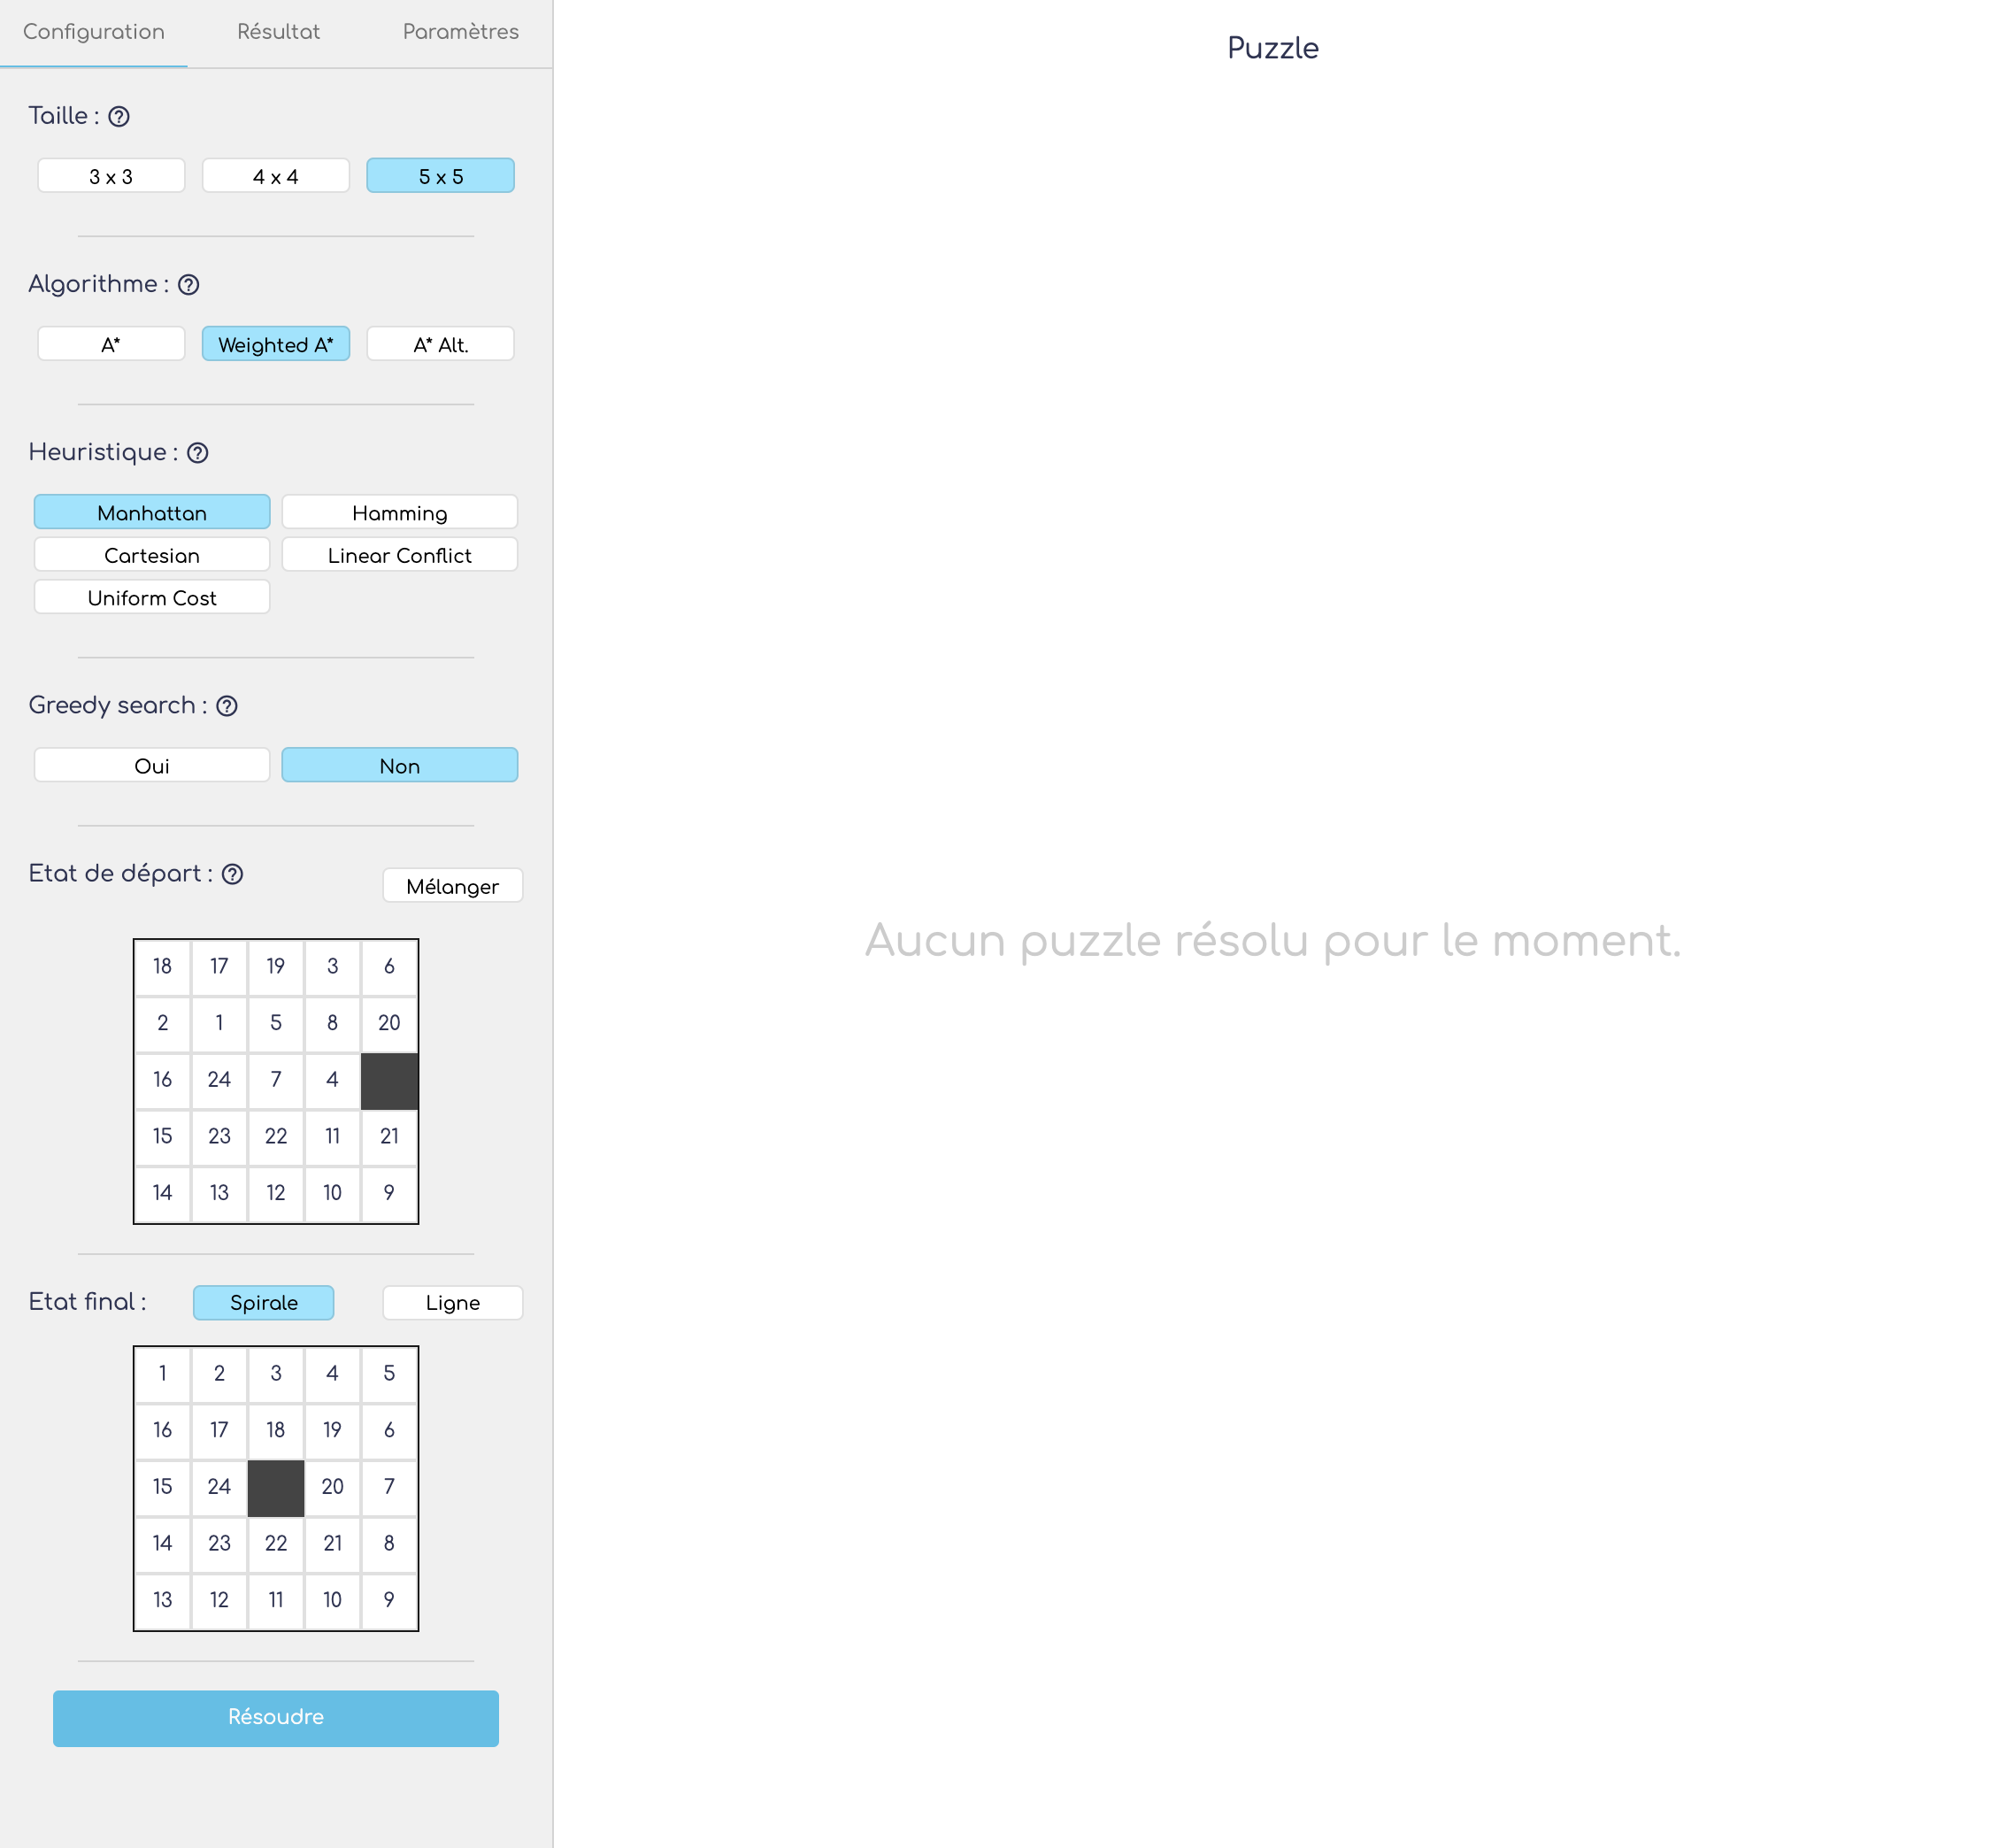 Configuration Résultat Paramètres
Puzzle
Taille :
3 x 3 4 x 4 5 x 5
Algorithme :
A* Weighted A* A* Alt.
Heuristique :
Manhattan Hamming
Cartesian Linear Conflict
Uniform Cost
Greedy search :
Oui Non
Etat de départ :
Mélanger
18 17 19 3 6
2 1 5 8 20
16 24 7 4
15 23 22 11 21
14 13 12 10 9
Etat final : Spirale Ligne
1 2 3 4 5
16 17 18 19 6
15 24 20 7
14 23 22 21 8
13 12 11 10 9
Résoudre
Aucun puzzle résolu pour le moment.